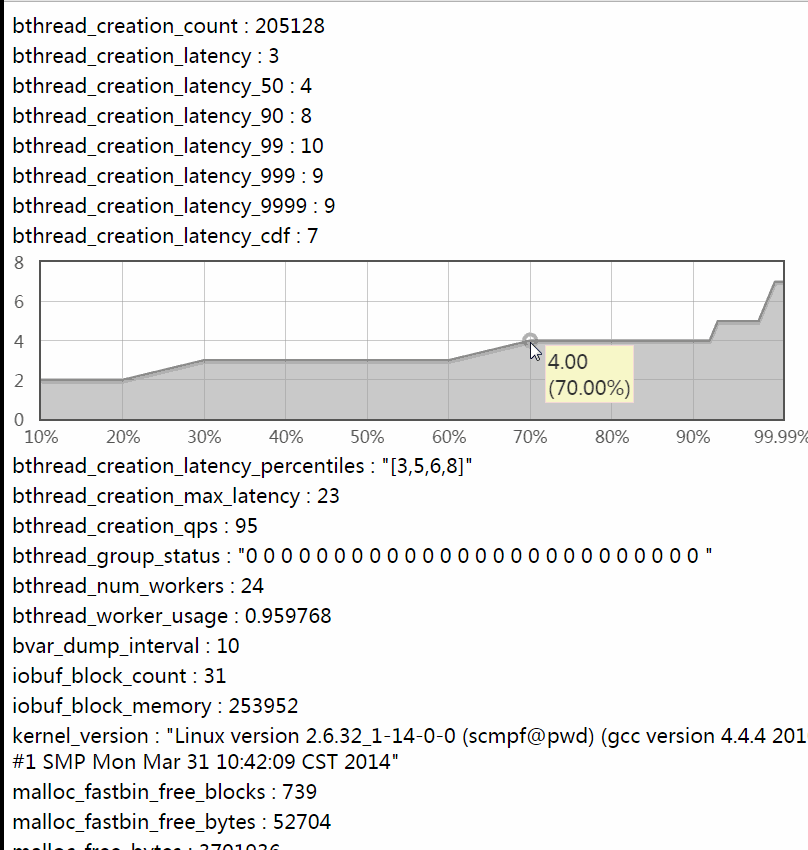 bthread_creation_count : 205128
bthread_creation_latency : 3
bthread_creation_latency_50 : 4
bthread_creation_latency_90 : 8
bthread_creation_latency_99 : 10
bthread_creation_latency_999 : 9
bthread_creation_latency_9999 : 9
bthread_creation_latency_cdf : 7
8
6
4
2
0
4.00
(70.00%)
10% 20% 30% 40% 50% 60% 70% 80% 90% 99.99%
bthread_creation_latency_percentiles : "[3,5,6,8]"
bthread_creation_max_latency : 23
bthread_creation_qps : 95
bthread_group_status : "0 0 0 0 0 0 0 0 0 0 0 0 0 0 0 0 0 0 0 0 0 0 0 0 0 0 "
bthread_num_workers : 24
bthread_worker_usage : 0.959768
bvar_dump_interval : 10
iobuf_block_count : 31
iobuf_block_memory : 253952
kernel_version : "Linux version 2.6.32_1-14-0-0 (scmpf@pwd) (gcc version 4.4.4 201
#1 SMP Mon Mar 31 10:42:09 CST 2014"
malloc_fastbin_free_blocks : 739
malloc_fastbin_free_bytes : 52704